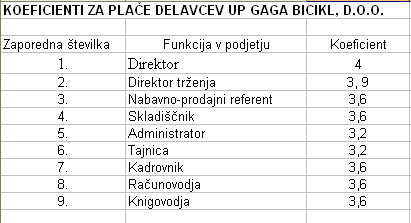 KOEFICIENTI ZA PLAČE DELAVCEV UP GAGA BICIKL, D.O.O.
Zaporedna številka Funkcija v podjetju Koeficient
1. Direktor 4
2. Direktor trženja 3, 9
3. Nabavno-prodajni referent 3,6
4. Skladiščnik 3,6
5. Administrator 3,2
6. Tajnica 3,2
7. Kadrovnik 3,6
8. Računovodja 3,6
9. Knigovodja 3,6